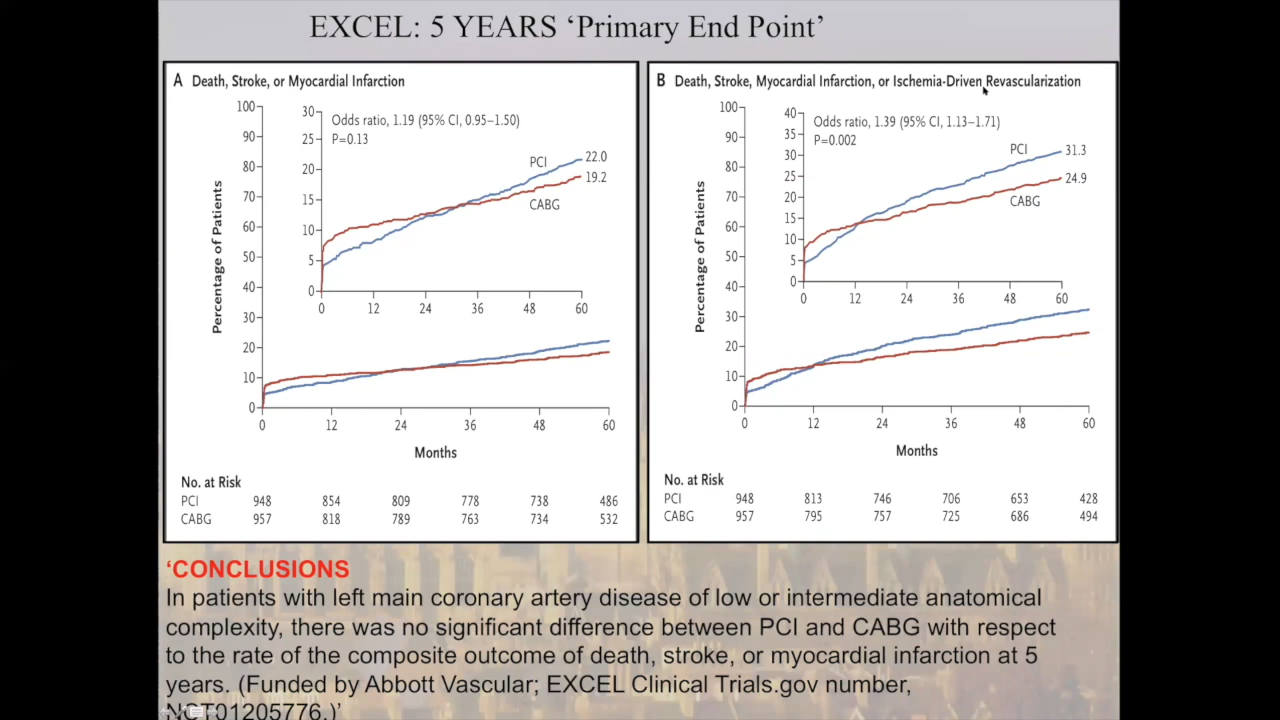 EXCEL: 5 YEARS ‘Primary End Point’
A Death, Stroke, or Myocardial Infarction
Percentage of Patients
100
90
80
70
60
50
40
30
20
10
0
30
25
20
15
10
5
0
Odds ratio, 1.19 (95% CI, 0.95–1.50)
P=0.13
PCI
22.0
19.2
CABG
0 12 24 36 48 60
0 12 24 36 48 60
Months
No. at Risk
PCI 948 854 809 778 738 486
CABG 957 818 789 763 734 532
B Death, Stroke, Myocardial Infarction, or Ischemia-Driven Revascularization
Percentage of Patients
100
90
80
70
60
50
40
30
20
10
0
40
35
30
25
20
15
10
5
0
Odds ratio, 1.39 (95% CI, 1.13–1.71)
P=0.002
PCI
31.3
24.9
CABG
0 12 24 36 48 60
0 12 24 36 48 60
Months
No. at Risk
PCI 948 813 746 706 653 428
CABG 957 795 757 725 686 494
‘CONCLUSIONS
In patients with left main coronary artery disease of low or intermediate anatomical
complexity, there was no significant difference between PCI and CABG with respect
to the rate of the composite outcome of death, stroke, or myocardial infarction at 5
years. (Funded by Abbott Vascular; EXCEL Clinical Trials.gov number,
NCT01205776.)’